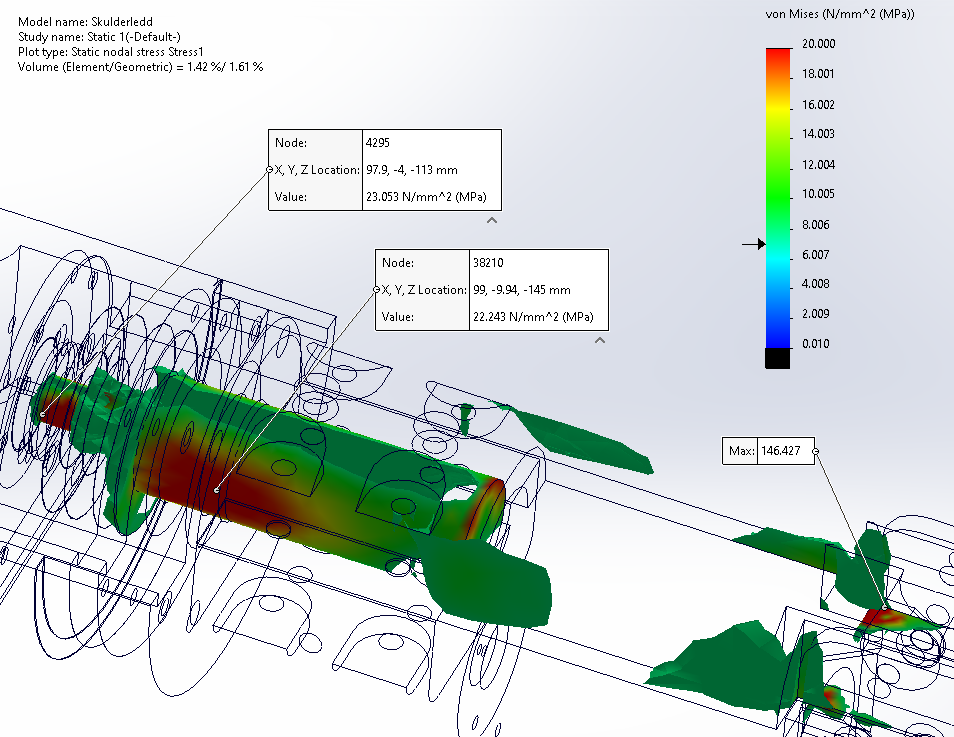 Model name: Skulderledd
Study name: Static 1(-Default-)
Plot type: Static nodal stress Stress1
Volume (Element/Geometric) = 1.42 %/ 1.61 %
von Mises (N/mm^2 (MPa))
20.000
18.001
16.002
14.003
12.004
10.005
8.006
6.007
4.008
2.009
0.010
Node: 4295
X, Y, Z Location: 97.9, -4, -113 mm
Value: 23.053 N/mm^2 (MPa)
Node: 38210
X, Y, Z Location: 99, -9.94, -145 mm
Value: 22.243 N/mm^2 (MPa)
Max: 146.427